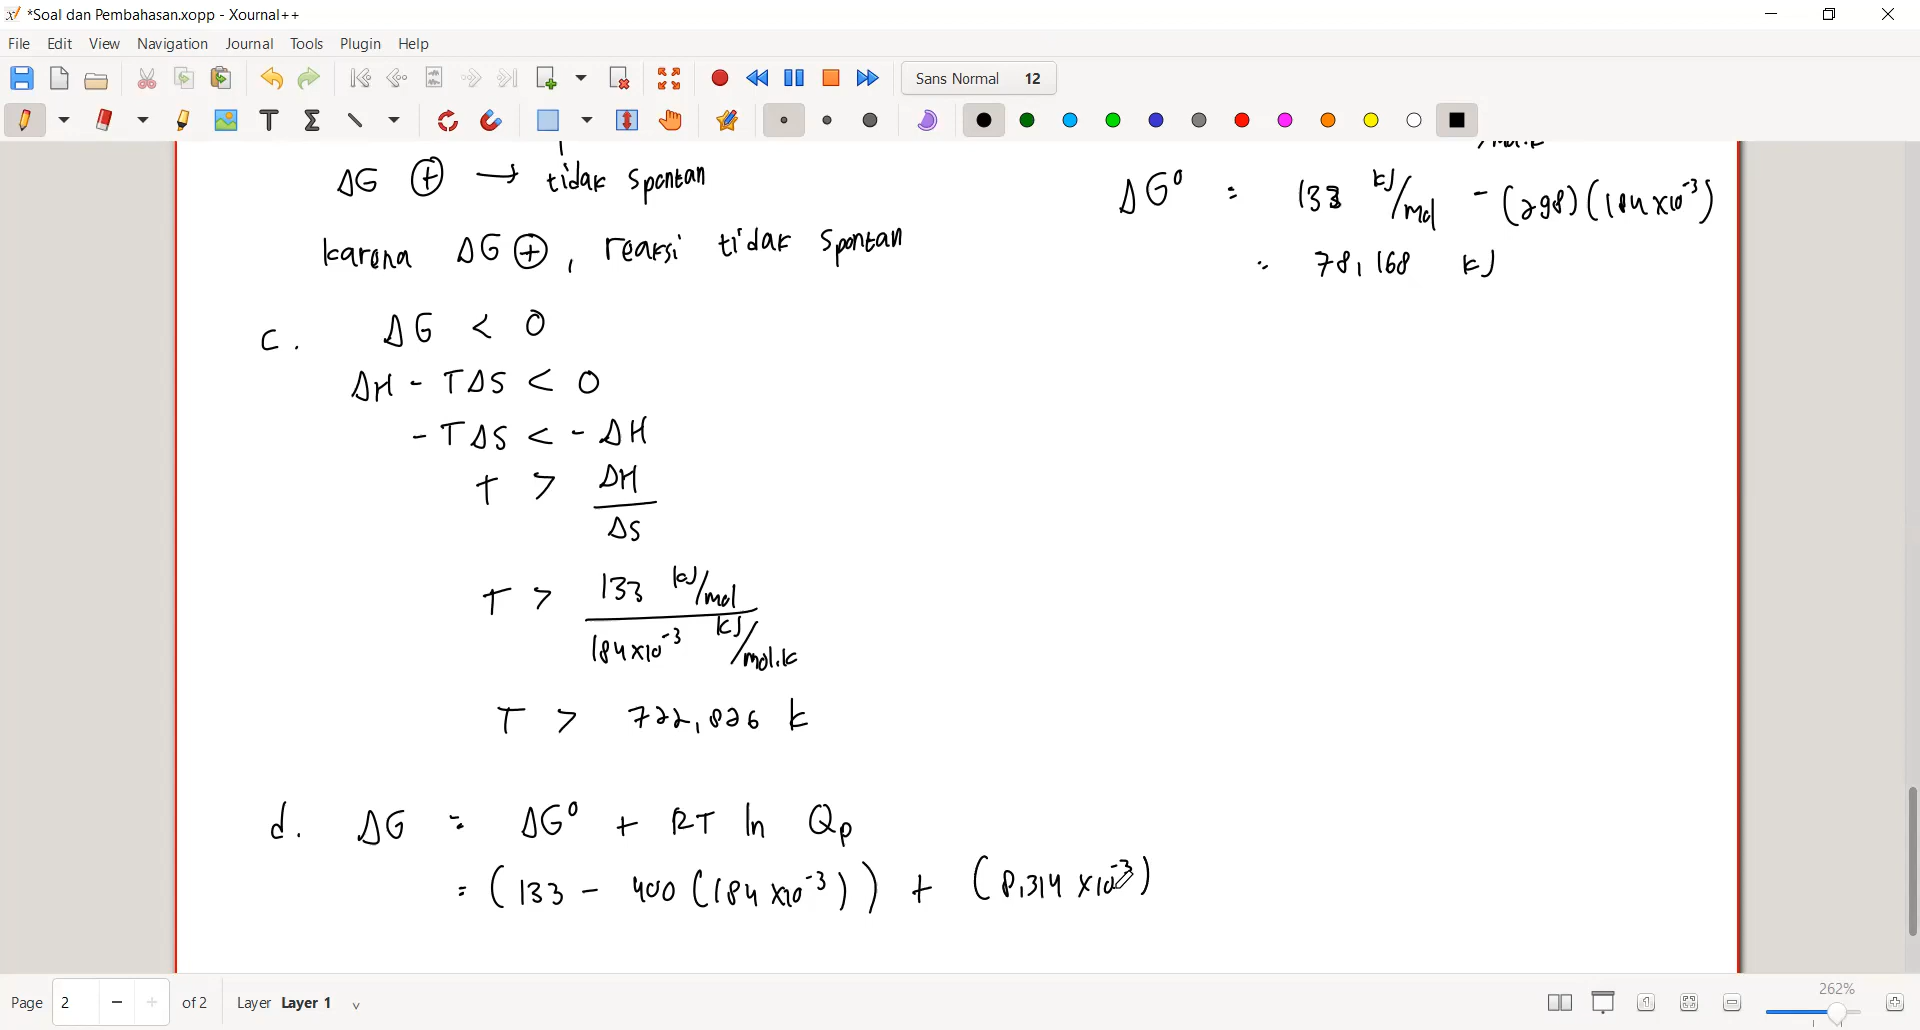 *Soal dan Pembahasan.xopp - Xournal++
File Edit View Navigation Journal Tools Plugin Help
Sans Normal 12
ΔG ⊕ → tidak spontan
karena ΔG ⊕, reaksi tidak spontan
/mol.k
ΔG⁰ = 133 kJ/mol - (298)(184x10⁻³)
= 78,168 kJ
c. ΔG < 0
ΔH - TΔS < 0
- TΔS < - ΔH
T > ΔH
ΔS
T > 133 kJ/mol
184x10⁻³ kJ/mol.k
T > 722,826 k
d. ΔG = ΔG⁰ + RT ln Qp
= (133 - 400 (184 x10⁻³)) + (8,314 x10⁻³)
Page 2 - + of 2 Layer Layer 1
262%